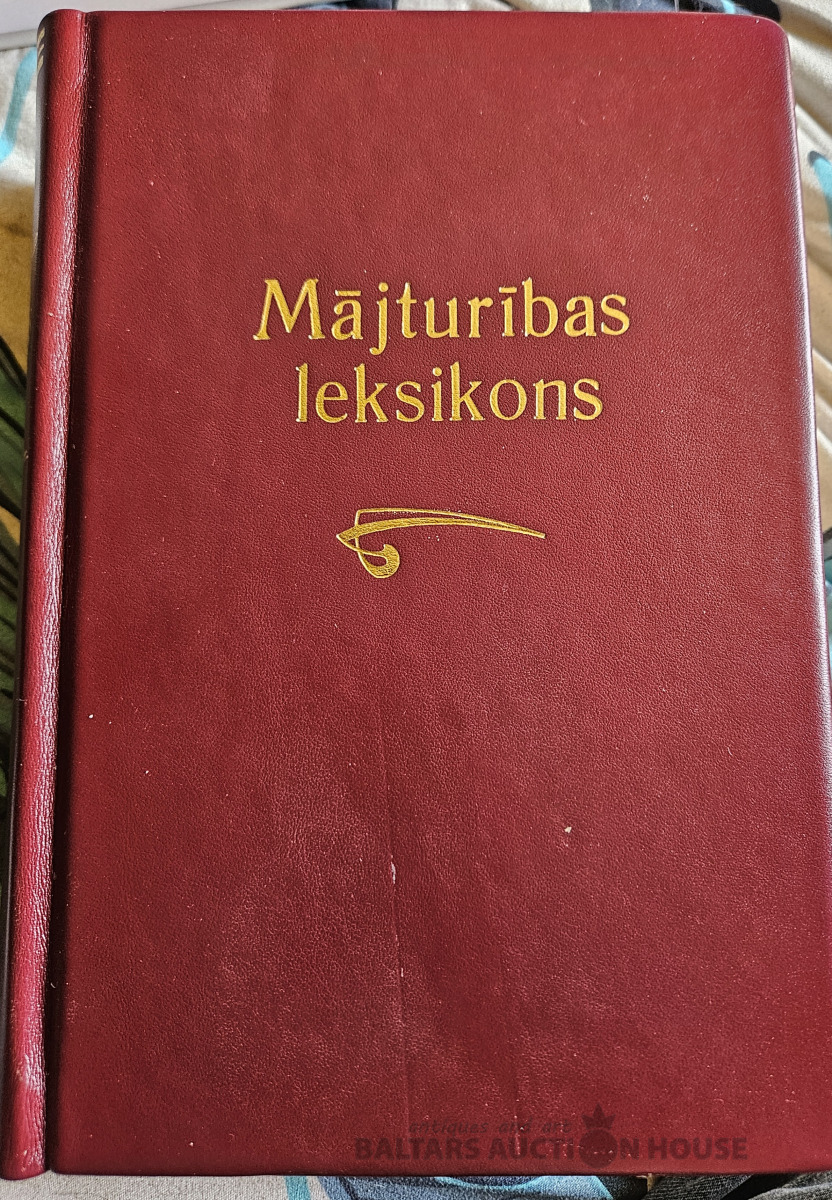 Mājturības
leksikons
antiques and art
BALTARS AUCTION HOUSE